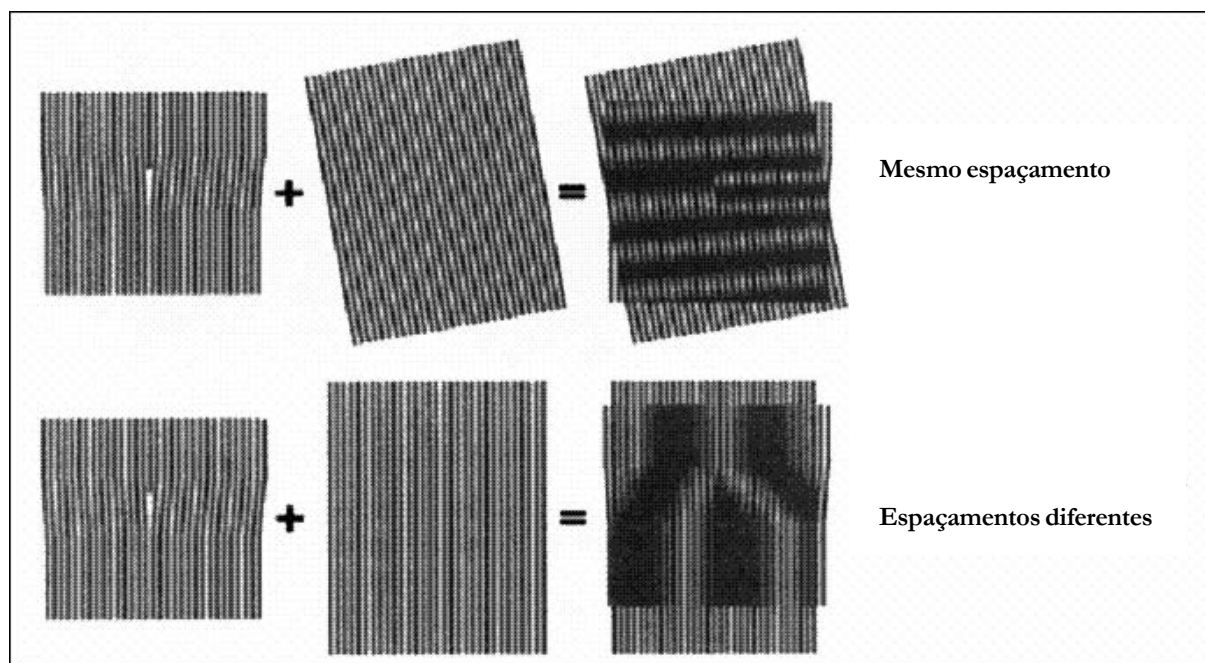 +
=
Mesmo espaçamento
+
=
Espaçamentos diferentes